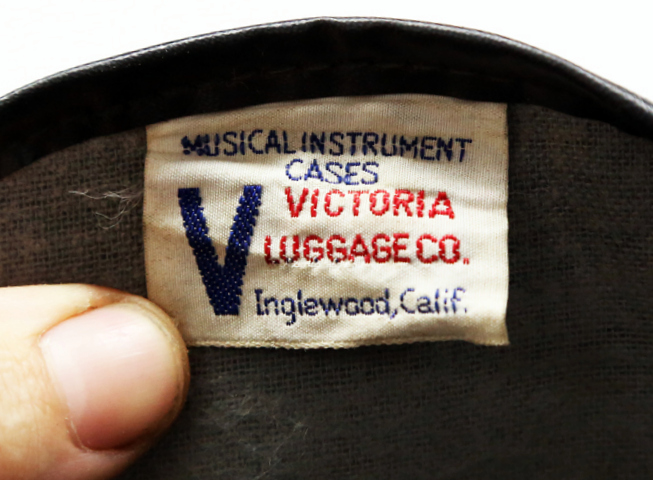 MUSICAL INSTRUMENT
CASES
V
VICTORIA
LUGGAGE CO.
Inglewood, Calif.